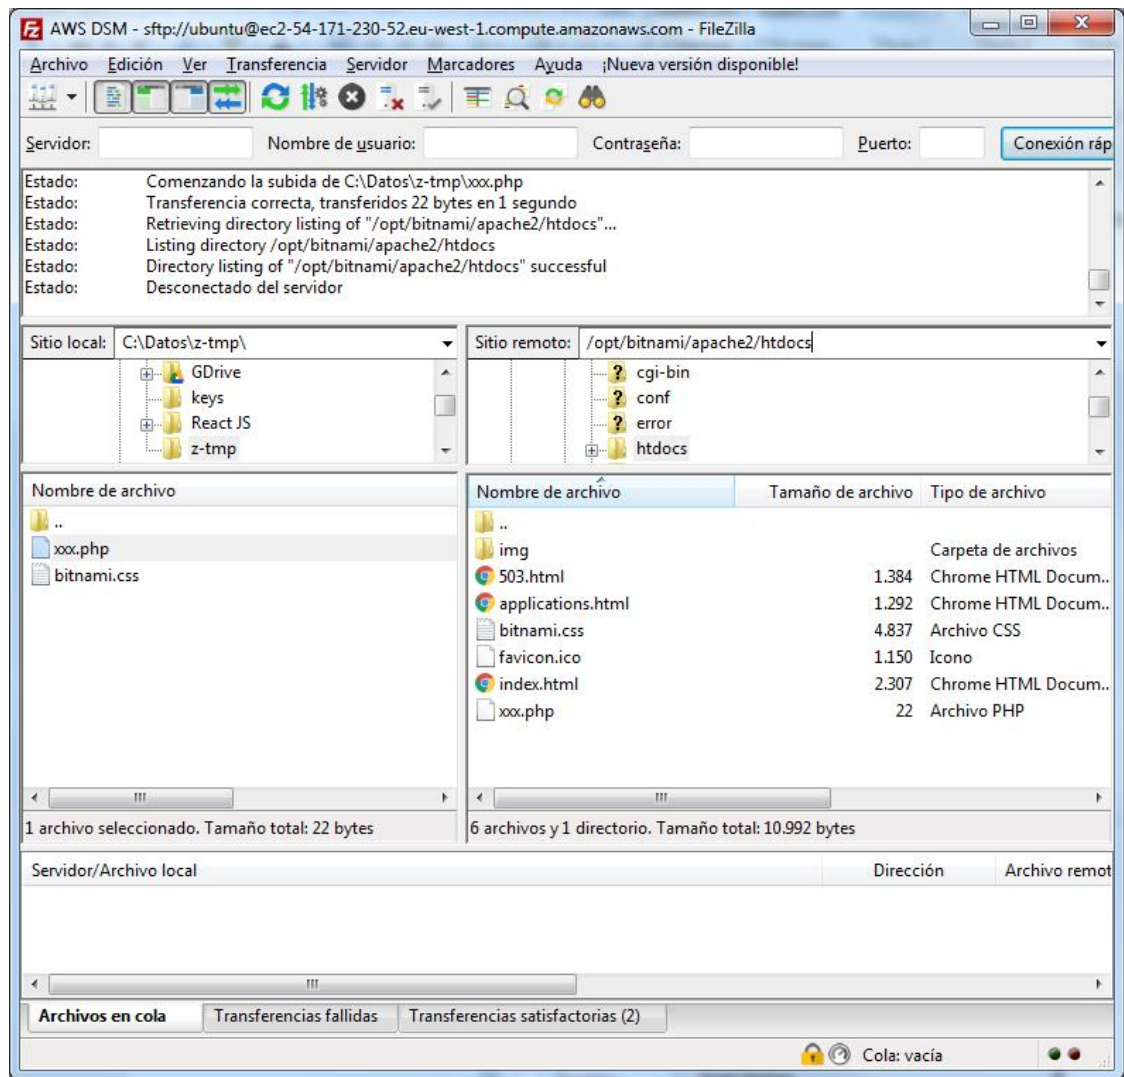 AWS DSM - sftp://ubuntu@ec2-54-171-230-52.eu-west-1.compute.amazonaws.com - FileZilla
Archivo Edición Ver Transferencia Servidor Marcadores Ayuda ¡Nueva versión disponible!
Servidor: Nombre de usuario: Contraseña: Puerto: Conexión ráp
Estado: Comenzando la subida de C:\Datos\z-tmp\xxx.php
Estado: Transferencia correcta, transferidos 22 bytes en 1 segundo
Estado: Retrieving directory listing of "/opt/bitnami/apache2/htdocs"...
Estado: Listing directory /opt/bitnami/apache2/htdocs
Estado: Directory listing of "/opt/bitnami/apache2/htdocs" successful
Estado: Desconectado del servidor
Sitio local: C:\Datos\z-tmp\
GDrive
keys
React JS
z-tmp
Sitio remoto: /opt/bitnami/apache2/htdocs
cgi-bin
conf
error
htdocs
Nombre de archivo
..
xxx.php
bitnami.css
1 archivo seleccionado. Tamaño total: 22 bytes
Nombre de archivo Tamaño de archivo Tipo de archivo
..
img Carpeta de archivos
503.html 1.384 Chrome HTML Docum..
applications.html 1.292 Chrome HTML Docum..
bitnami.css 4.837 Archivo CSS
favicon.ico 1.150 Icono
index.html 2.307 Chrome HTML Docum..
xxx.php 22 Archivo PHP
6 archivos y 1 directorio. Tamaño total: 10.992 bytes
Servidor/Archivo local Dirección Archivo remot
Archivos en cola Transferencias fallidas Transferencias satisfactorias (2)
Cola: vacía